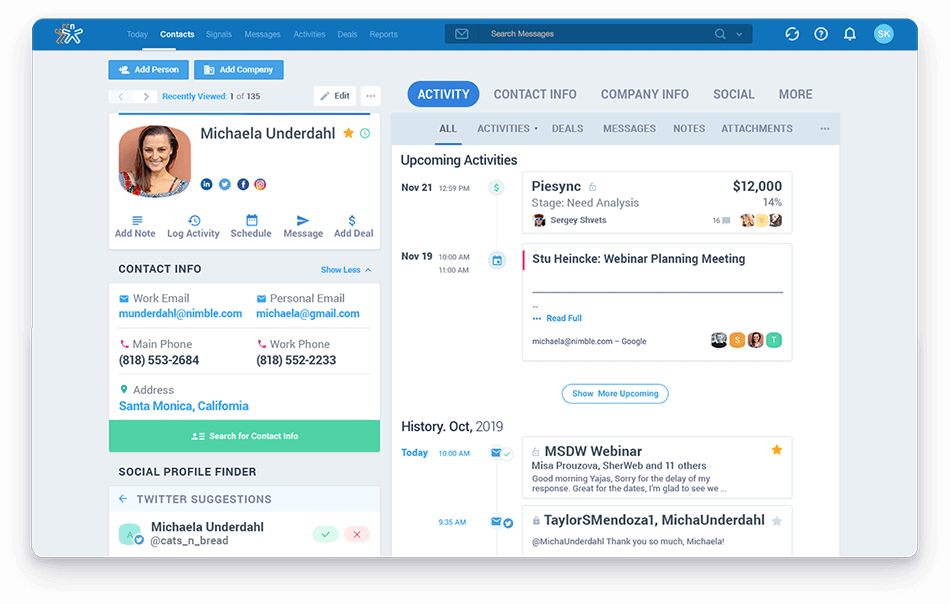 Today Contacts Signals Messages Activities Deals Reports Search Messages SK
Add Person Add Company
Recently Viewed: 1 of 135 Edit ...
Michaela Underdahl
Add Note Log Activity Schedule Message Add Deal
CONTACT INFO Show Less
Work Email Personal Email
munderdahl@nimble.com michaela@gmail.com
Main Phone Work Phone
(818) 553-2684 (818) 552-2233
Address
Santa Monica, California
Search for Contact Info
SOCIAL PROFILE FINDER
TWITTER SUGGESTIONS
A Michaela Underdahl
@cats_n_bread
ACTIVITY CONTACT INFO COMPANY INFO SOCIAL MORE
ALL ACTIVITIES DEALS MESSAGES NOTES ATTACHMENTS ...
Upcoming Activities
Nov 21 12:59 PM $ Piesync $12,000
Stage: Need Analysis 14%
Sergey Shvets 16 V
Nov 19 10:00 AM Stu Heincke: Webinar Planning Meeting
11:00 AM
--
... Read Full
michaela@nimble.com – Google S T
Show More Upcoming
History. Oct, 2019
Today 10:00 AM MSDW Webinar
Misa Prouzova, SherWeb and 11 others
Good morning Yajas, Sorry for the delay of my
response. Great for the dates, I'm glad to see we ...
9:35 AM TaylorSMendoza1, MichaUnderdahl
@MichaUnderdahl Thank you so much, Michaela!